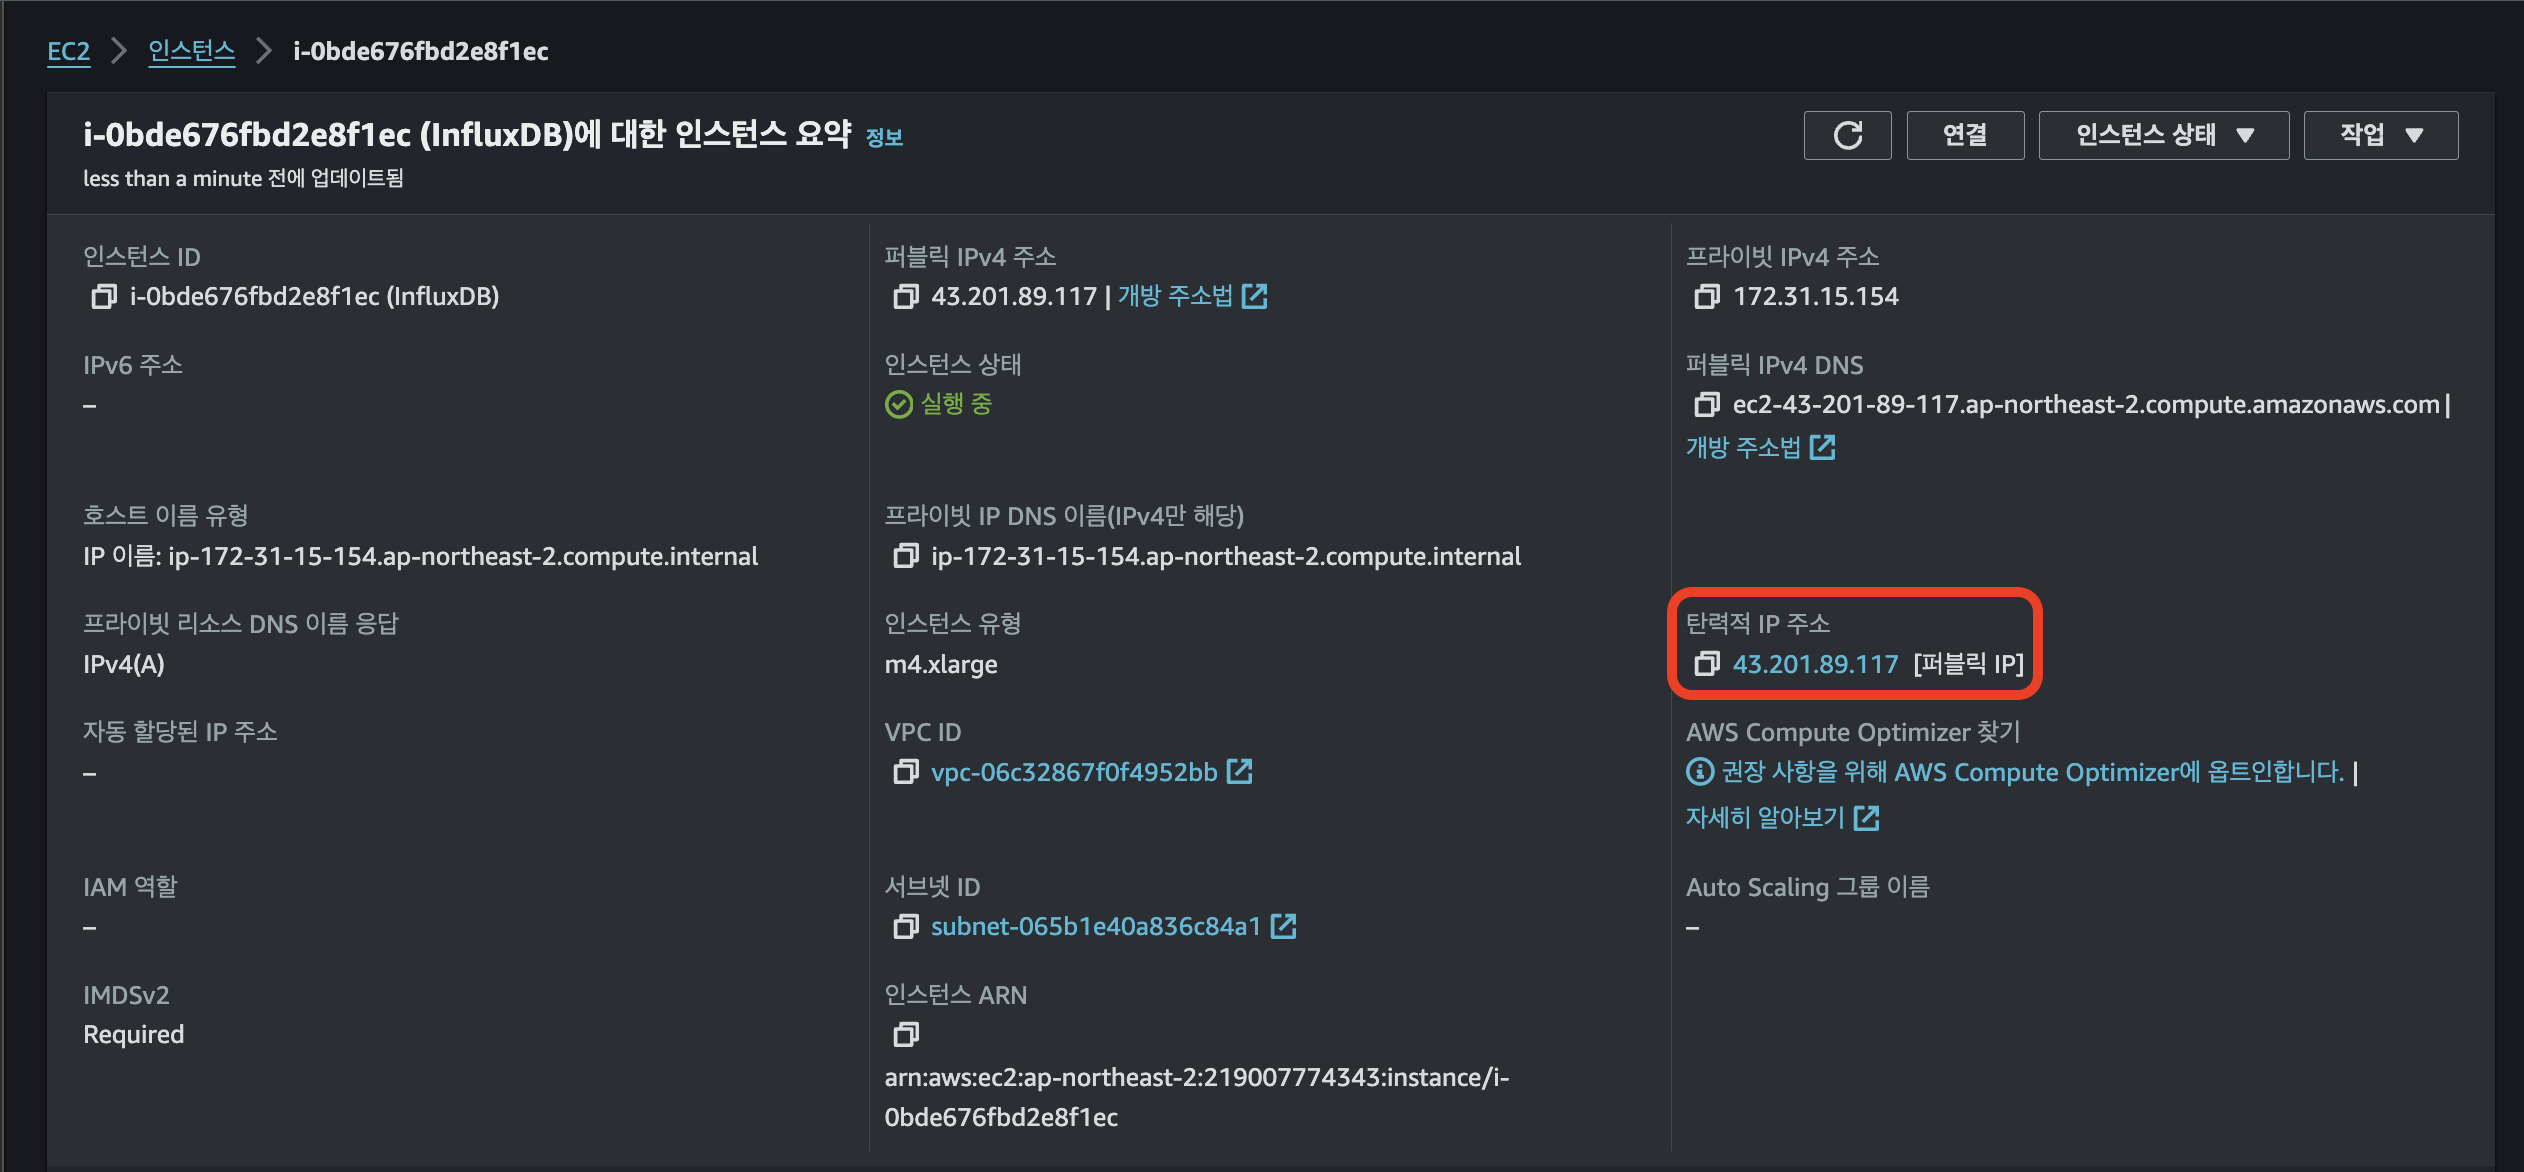 EC2 > 인스턴스 > i-0bde676fbd2e8f1ec
i-0bde676fbd2e8f1ec (InfluxDB)에 대한 인스턴스 요약 정보
less than a minute 전에 업데이트됨
연결
인스턴스 상태
작업
인스턴스 ID
i-0bde676fbd2e8f1ec (InfluxDB)
퍼블릭 IPv4 주소
43.201.89.117 | 개방 주소법
프라이빗 IPv4 주소
172.31.15.154
IPv6 주소
–
인스턴스 상태
실행 중
퍼블릭 IPv4 DNS
ec2-43-201-89-117.ap-northeast-2.compute.amazonaws.com |
개방 주소법
호스트 이름 유형
IP 이름: ip-172-31-15-154.ap-northeast-2.compute.internal
프라이빗 IP DNS 이름(IPv4만 해당)
ip-172-31-15-154.ap-northeast-2.compute.internal
프라이빗 리소스 DNS 이름 응답
IPv4(A)
인스턴스 유형
m4.xlarge
탄력적 IP 주소
43.201.89.117 [퍼블릭 IP]
자동 할당된 IP 주소
–
VPC ID
vpc-06c32867f0f4952bb
AWS Compute Optimizer 찾기
권장 사항을 위해 AWS Compute Optimizer에 옵트인합니다. |
자세히 알아보기
IAM 역할
–
서브넷 ID
subnet-065b1e40a836c84a1
Auto Scaling 그룹 이름
–
IMDSv2
Required
인스턴스 ARN
arn:aws:ec2:ap-northeast-2:219007774343:instance/i-
0bde676fbd2e8f1ec